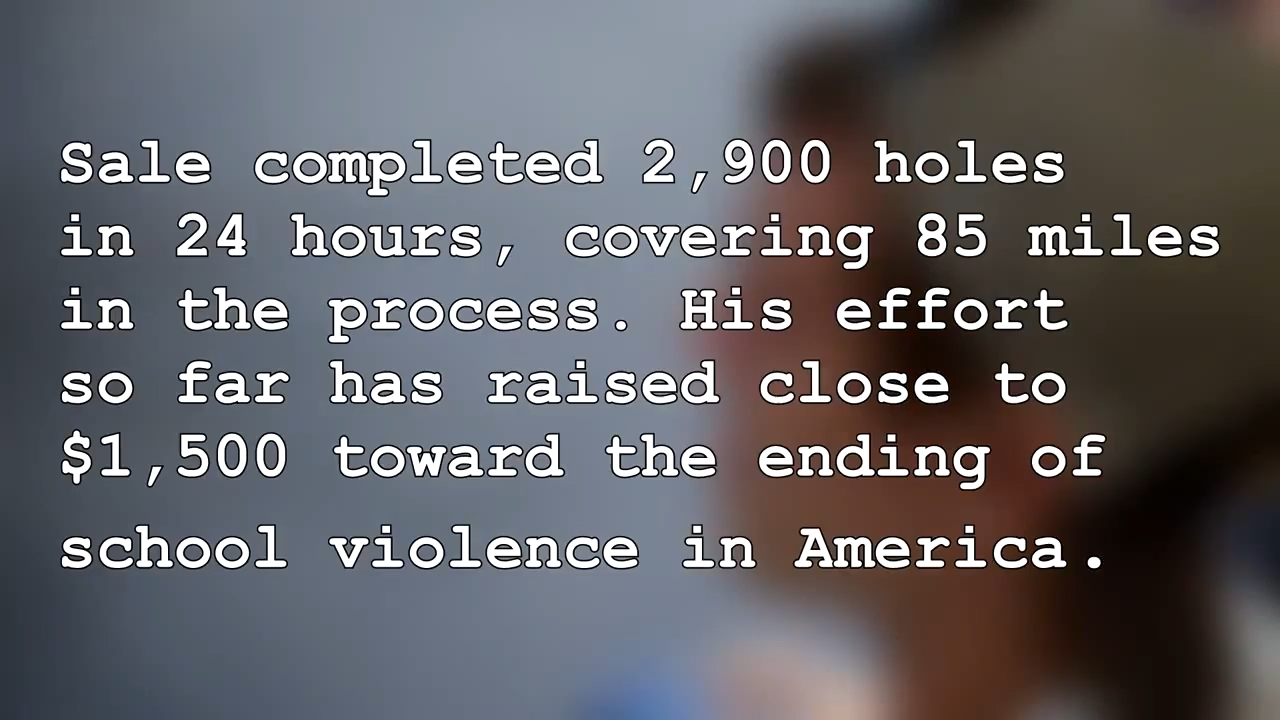 Sale completed 2,900 holes
in 24 hours, covering 85 miles
in the process. His effort
so far has raised close to
$1,500 toward the ending of
school violence in America.